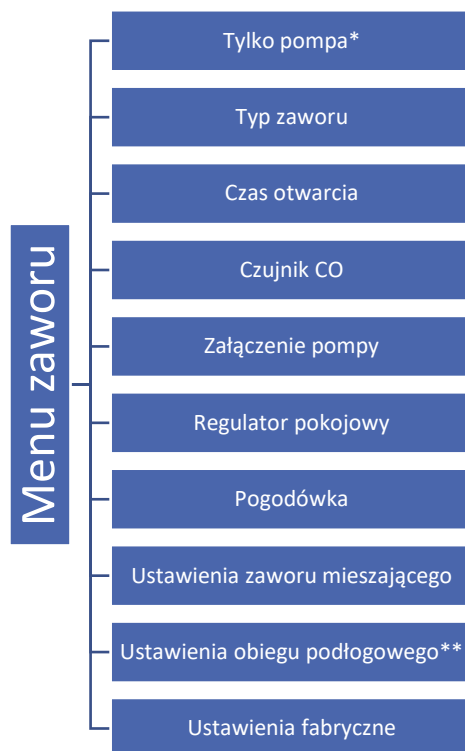 Menu zaworu
Tylko pompa*
Typ zaworu
Czas otwarcia
Czujnik CO
Załączenie pompy
Regulator pokojowy
Pogodówka
Ustawienia zaworu mieszającego
Ustawienia obiegu podłogowego**
Ustawienia fabryczne